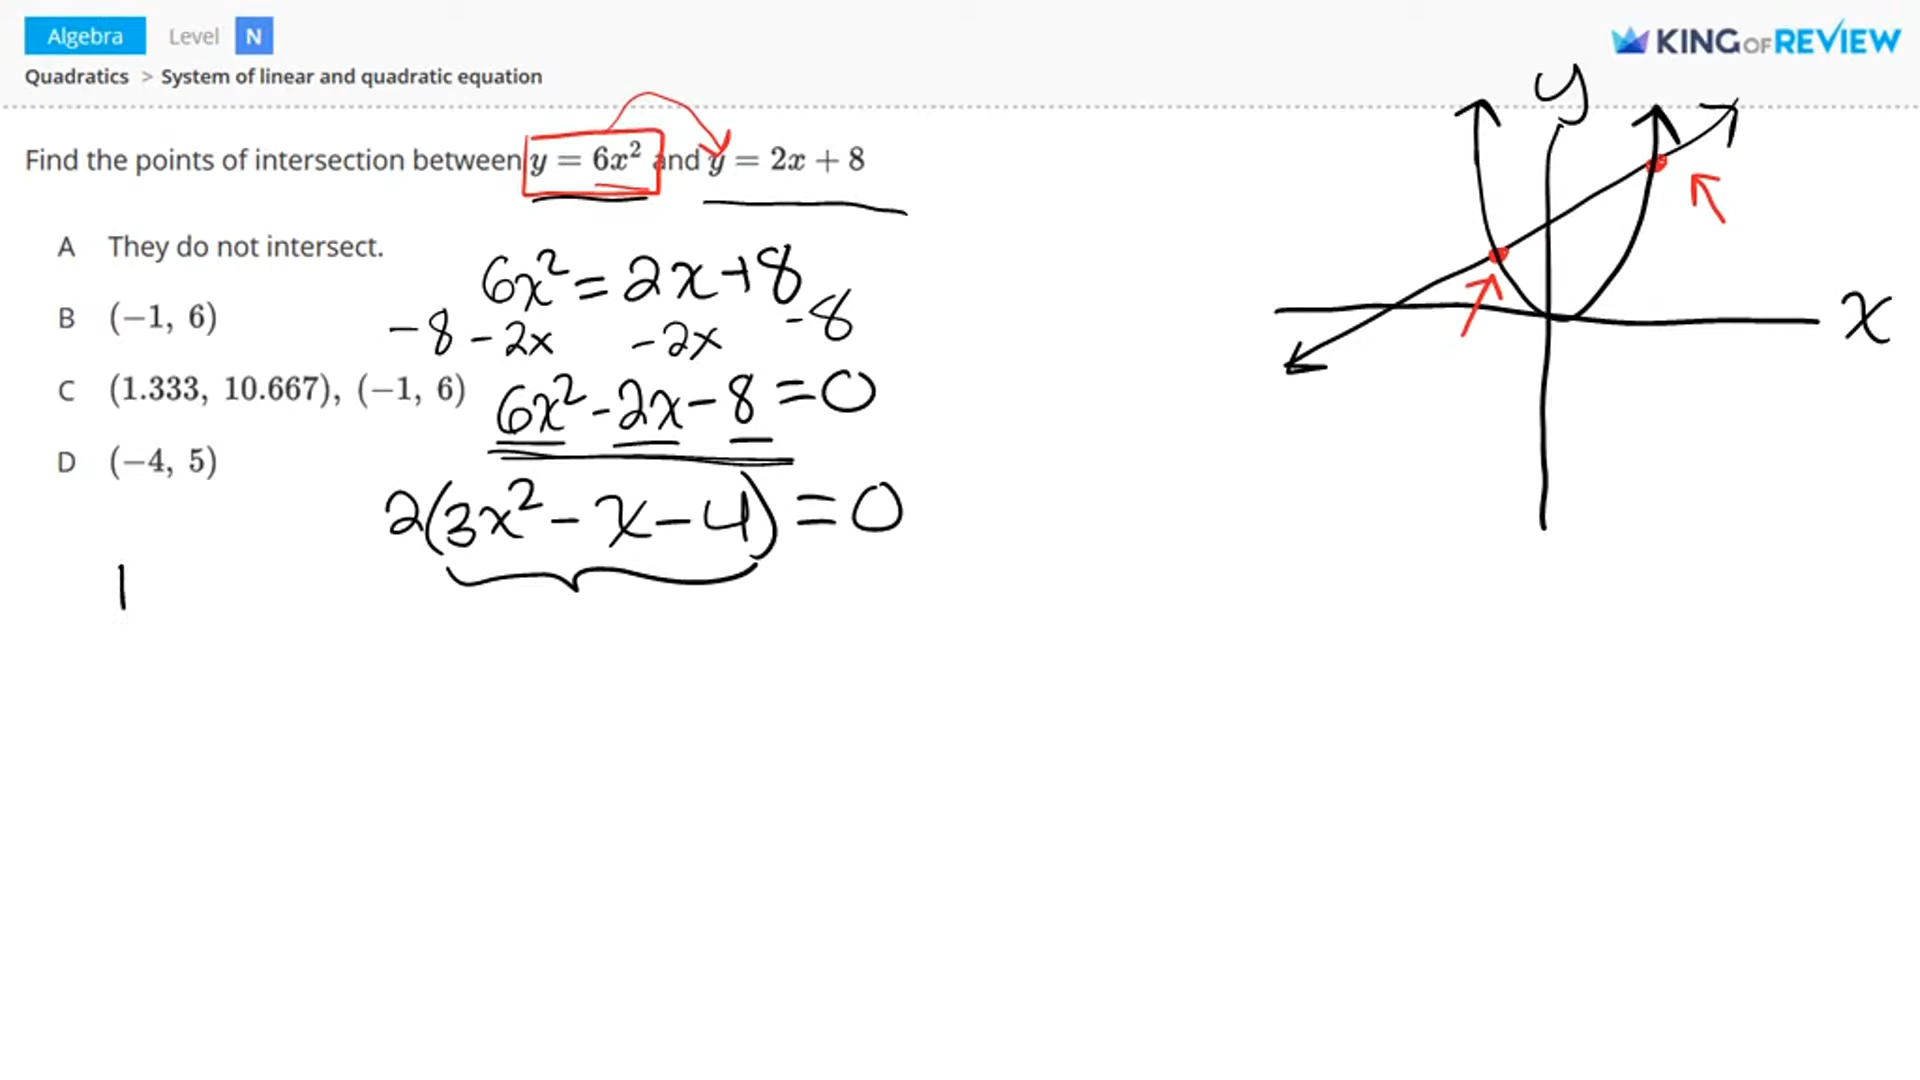 Algebra Level N
KING OF REVIEW
Quadratics > System of linear and quadratic equation
Find the points of intersection between y = 6x² and y = 2x + 8
A They do not intersect.
B (−1, 6)
C (1.333, 10.667), (−1, 6)
D (−4, 5)
6x² = 2x + 8
-8 - 2x -2x -8
6x² - 2x - 8 = 0
2(3x² - x - 4) = 0
1
y
x